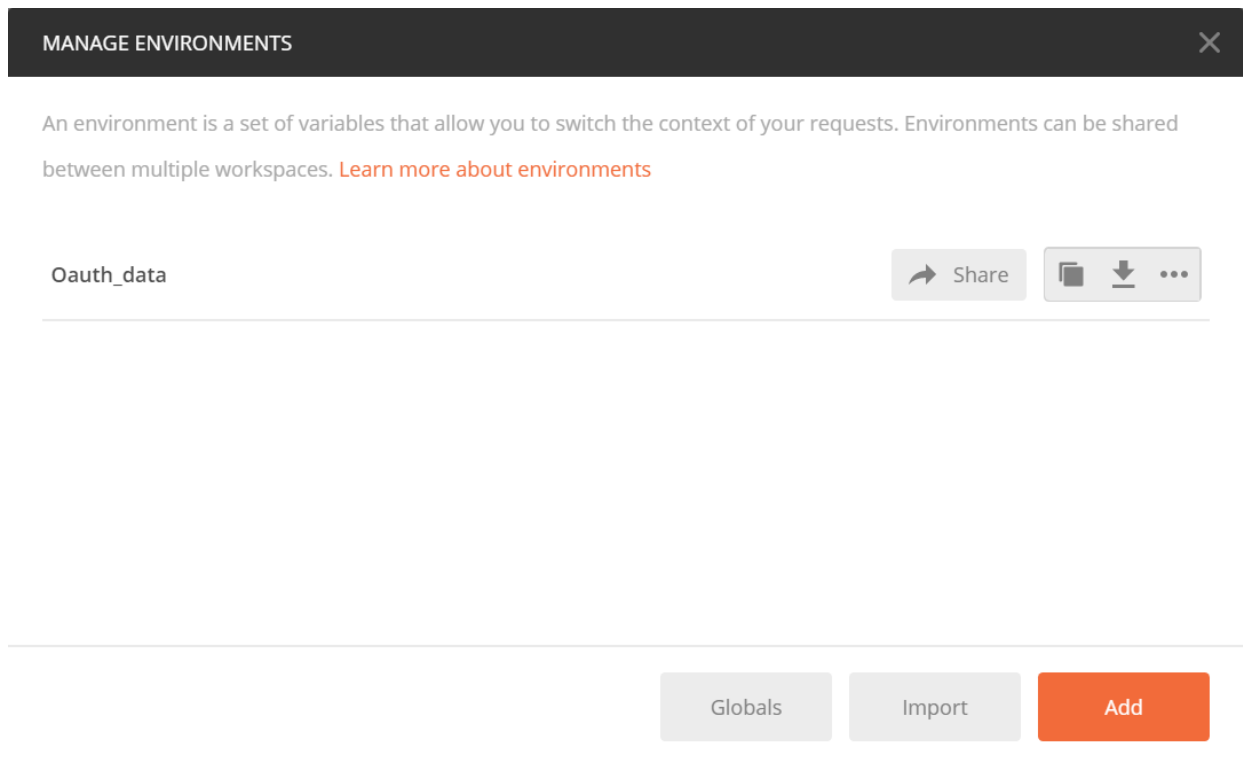 MANAGE ENVIRONMENTS
An environment is a set of variables that allow you to switch the context of your requests. Environments can be shared
between multiple workspaces. Learn more about environments
Oauth_data
Share
Globals
Import
Add